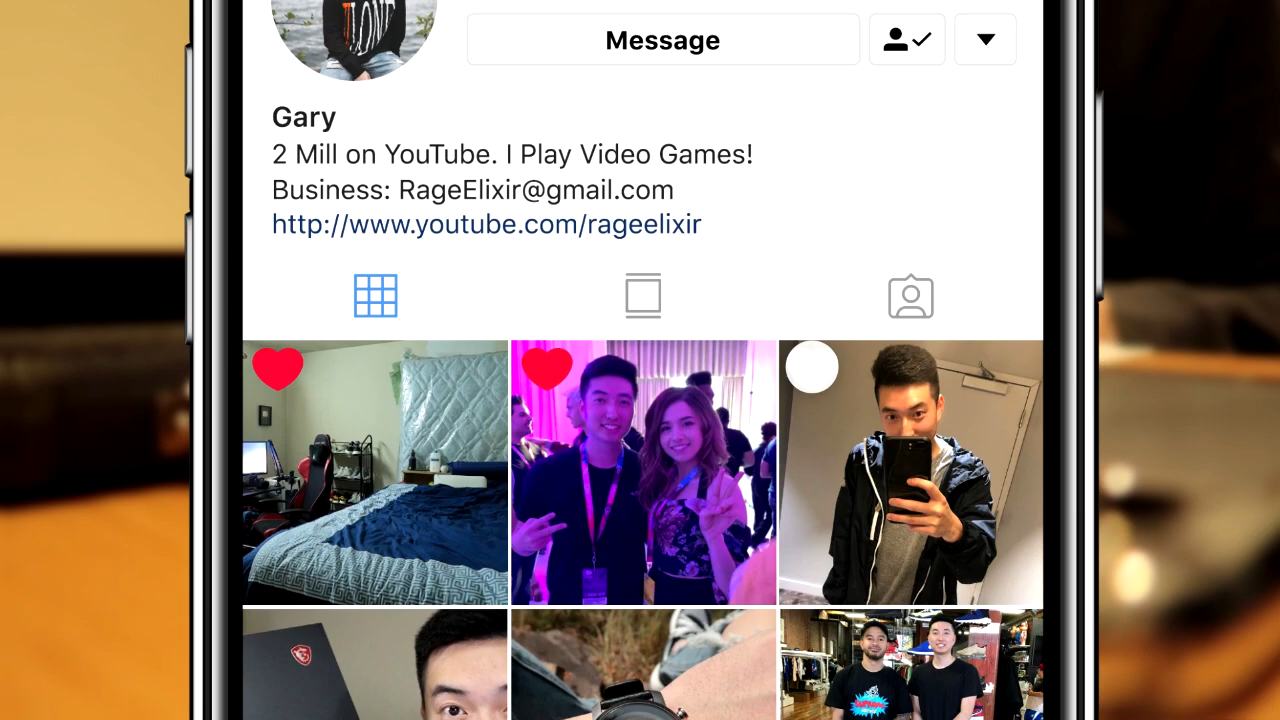 Message
Gary
2 Mill on YouTube. I Play Video Games!
Business: RageElixir@gmail.com
http://www.youtube.com/rageelixir